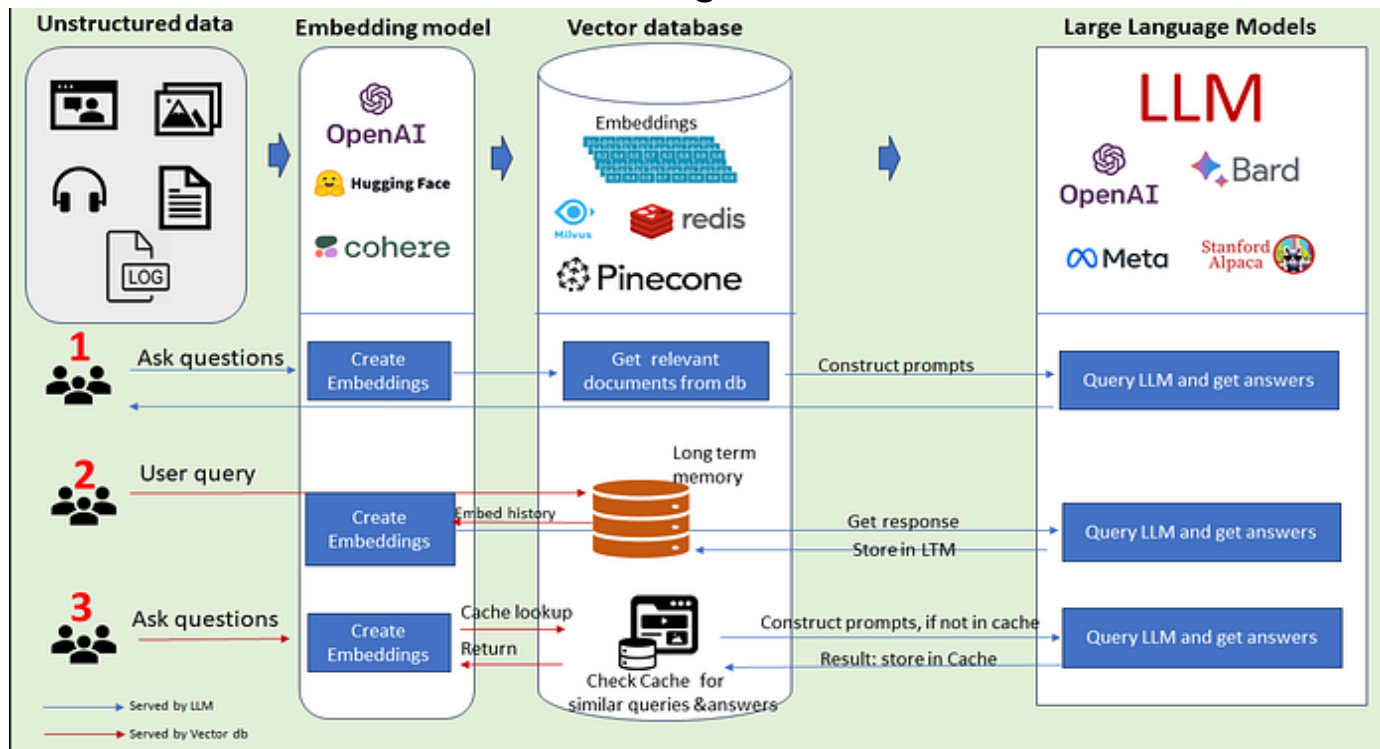 Unstructured data
Embedding model
Vector database
Large Language Models
OpenAI
Hugging Face
cohere
Embeddings
Milvus
redis
Pinecone
LLM
OpenAI
Bard
Meta
Stanford
Alpaca
LOG
1
Ask questions
Create
Embeddings
Get relevant
documents from db
Construct prompts
Query LLM and get answers
2
User query
Create
Embeddings
Embed history
Long term
memory
Get response
Store in LTM
Query LLM and get answers
3
Ask questions
Create
Embeddings
Cache lookup
Return
Check Cache for
similar queries &answers
Construct prompts, if not in cache
Result: store in Cache
Query LLM and get answers
Served by LLM
Served by Vector db